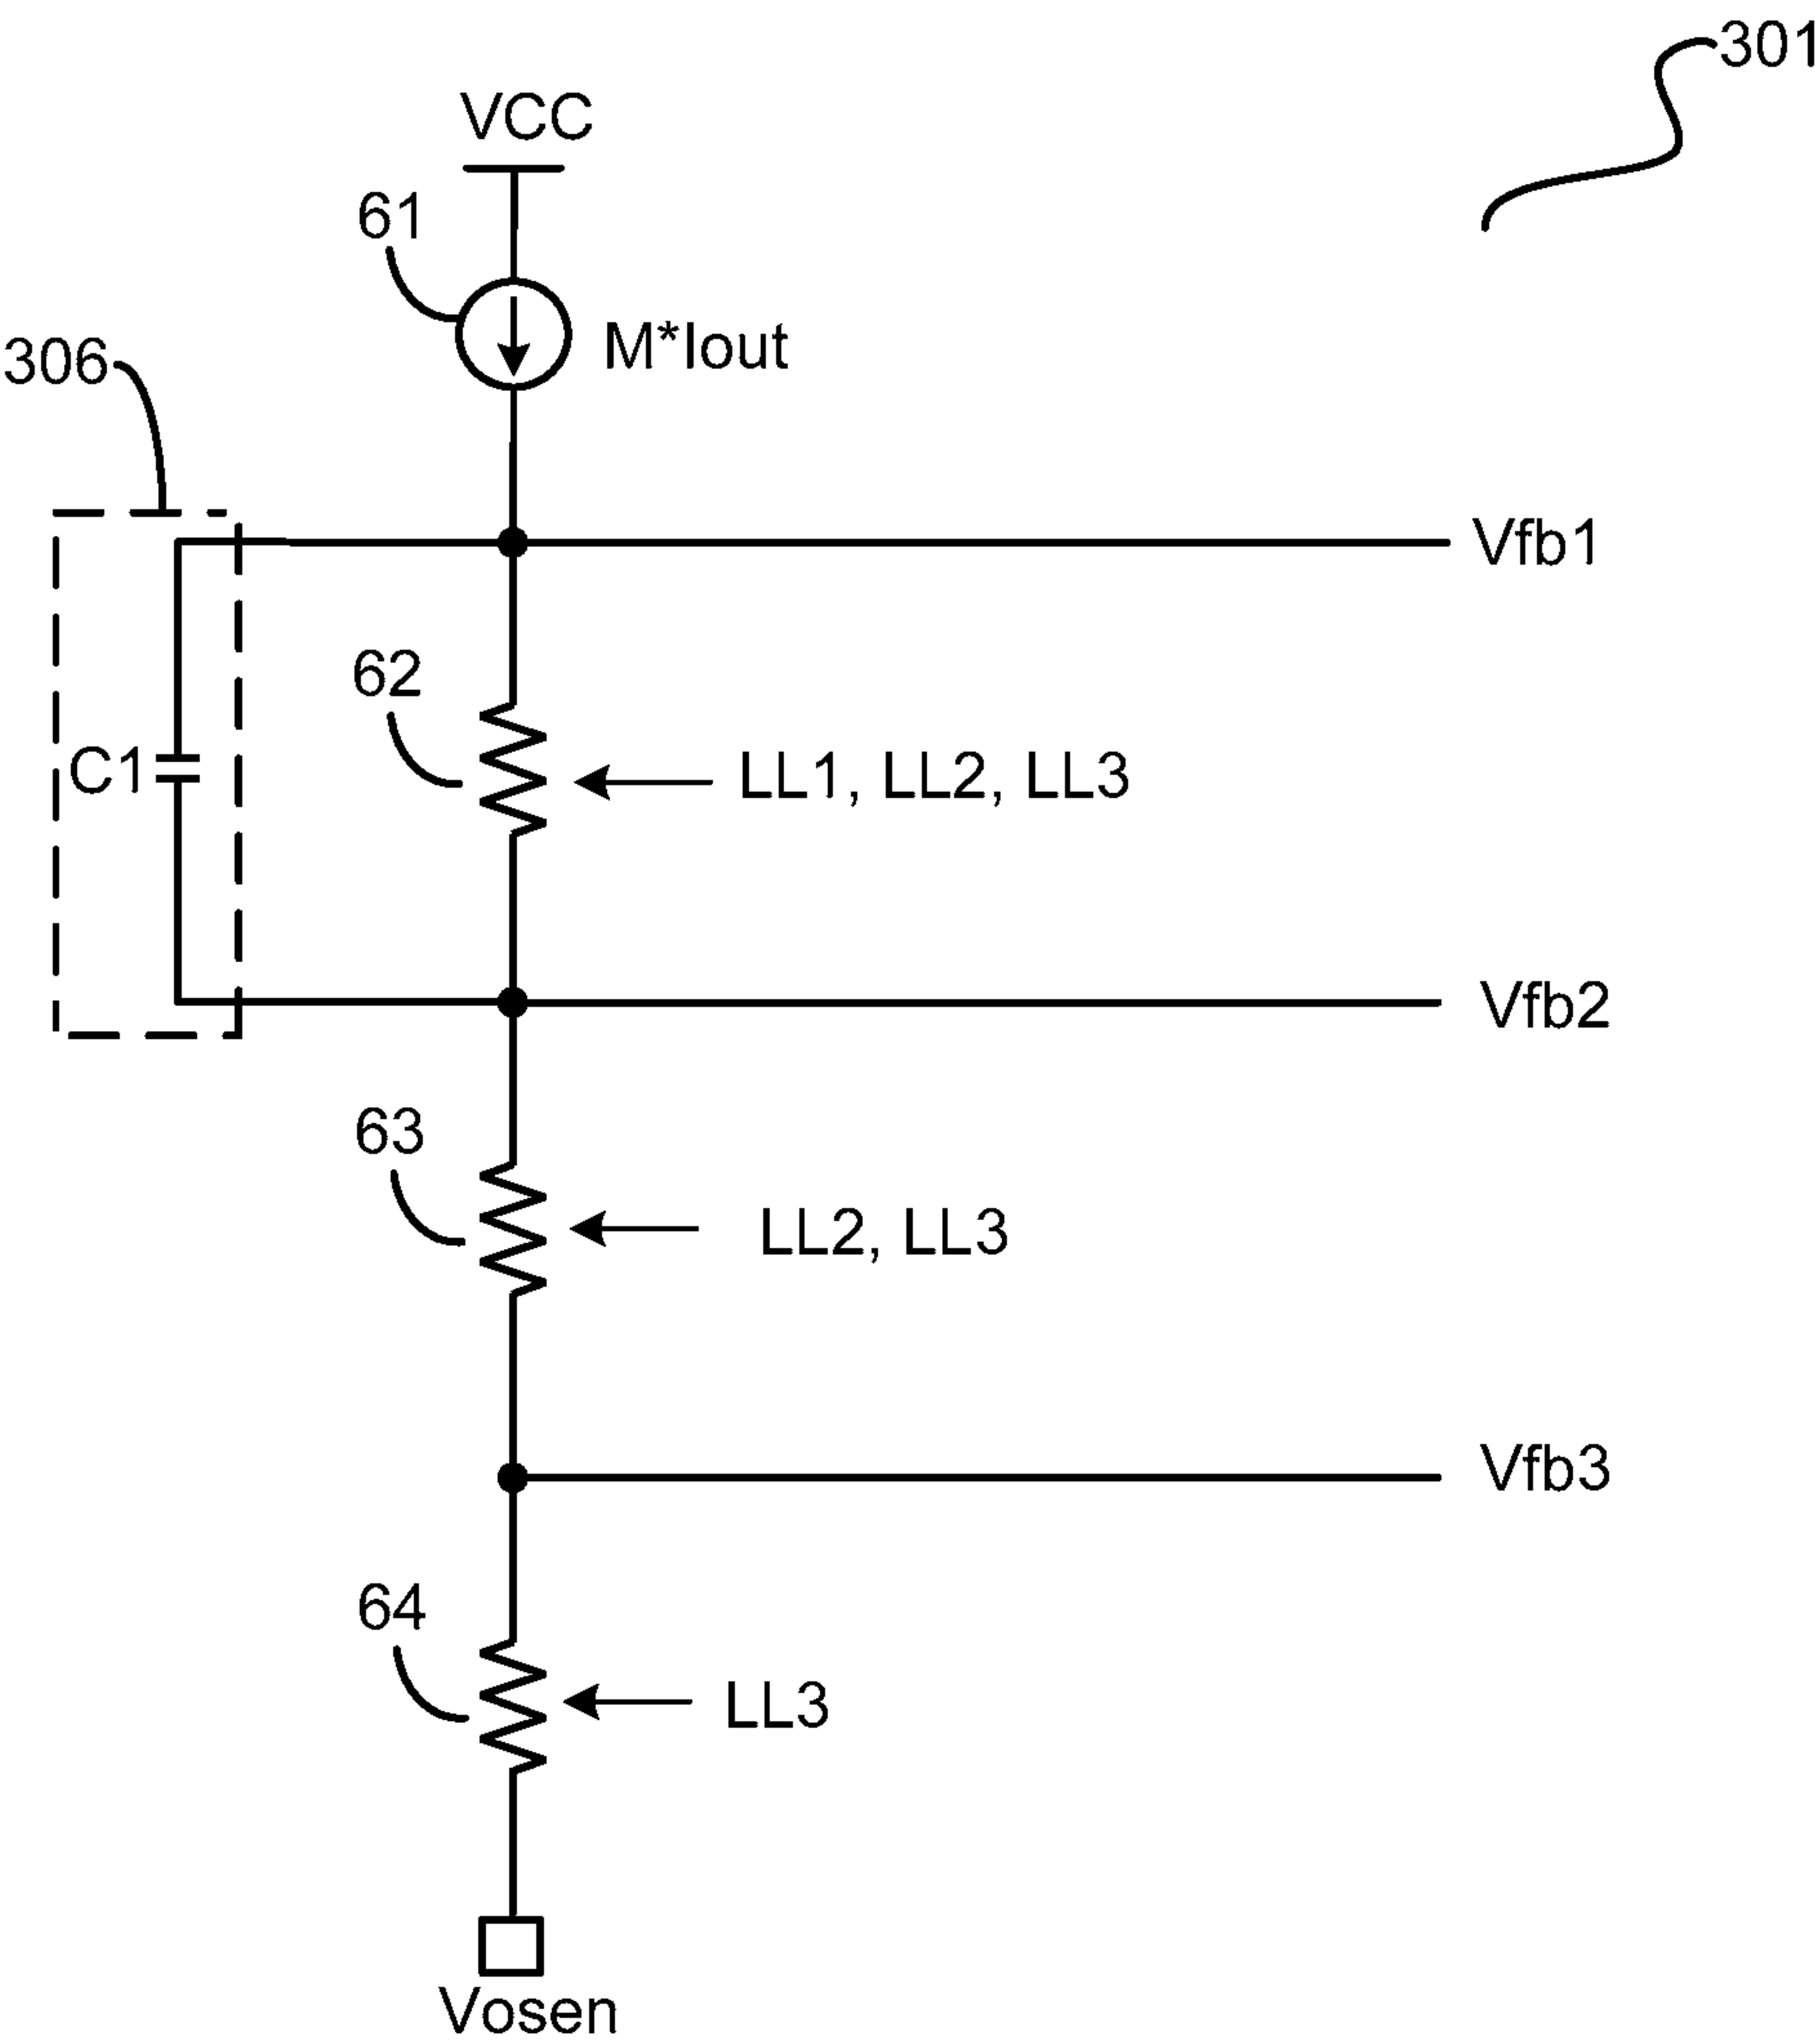 301
VCC
61
M*Iout
306
Vfb1
62
C1
LL1, LL2, LL3
Vfb2
63
LL2, LL3
Vfb3
64
LL3
Vosen